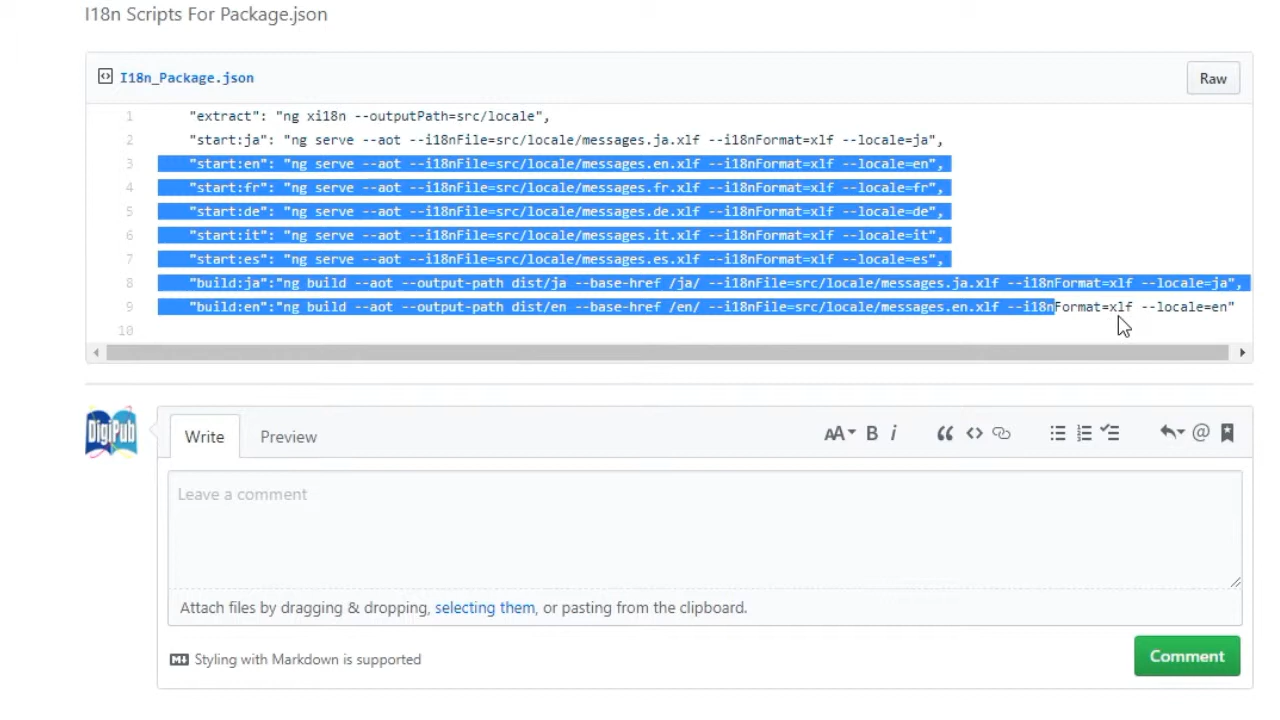 I18n Scripts For Package.json
I18n_Package.json
Raw
1 "extract": "ng xi18n --outputPath=src/locale",
2 "start:ja": "ng serve --aot --i18nFile=src/locale/messages.ja.xlf --i18nFormat=xlf --locale=ja",
3 "start:en": "ng serve --aot --i18nFile=src/locale/messages.en.xlf --i18nFormat=xlf --locale=en",
4 "start:fr": "ng serve --aot --i18nFile=src/locale/messages.fr.xlf --i18nFormat=xlf --locale=fr",
5 "start:de": "ng serve --aot --i18nFile=src/locale/messages.de.xlf --i18nFormat=xlf --locale=de",
6 "start:it": "ng serve --aot --i18nFile=src/locale/messages.it.xlf --i18nFormat=xlf --locale=it",
7 "start:es": "ng serve --aot --i18nFile=src/locale/messages.es.xlf --i18nFormat=xlf --locale=es",
8 "build:ja":"ng build --aot --output-path dist/ja --base-href /ja/ --i18nFile=src/locale/messages.ja.xlf --i18nFormat=xlf --locale=ja",
9 "build:en":"ng build --aot --output-path dist/en --base-href /en/ --i18nFile=src/locale/messages.en.xlf --i18nFormat=xlf --locale=en"
10
DigiPub
Write Preview
AA B i
Leave a comment
Attach files by dragging & dropping, selecting them, or pasting from the clipboard.
Styling with Markdown is supported
Comment